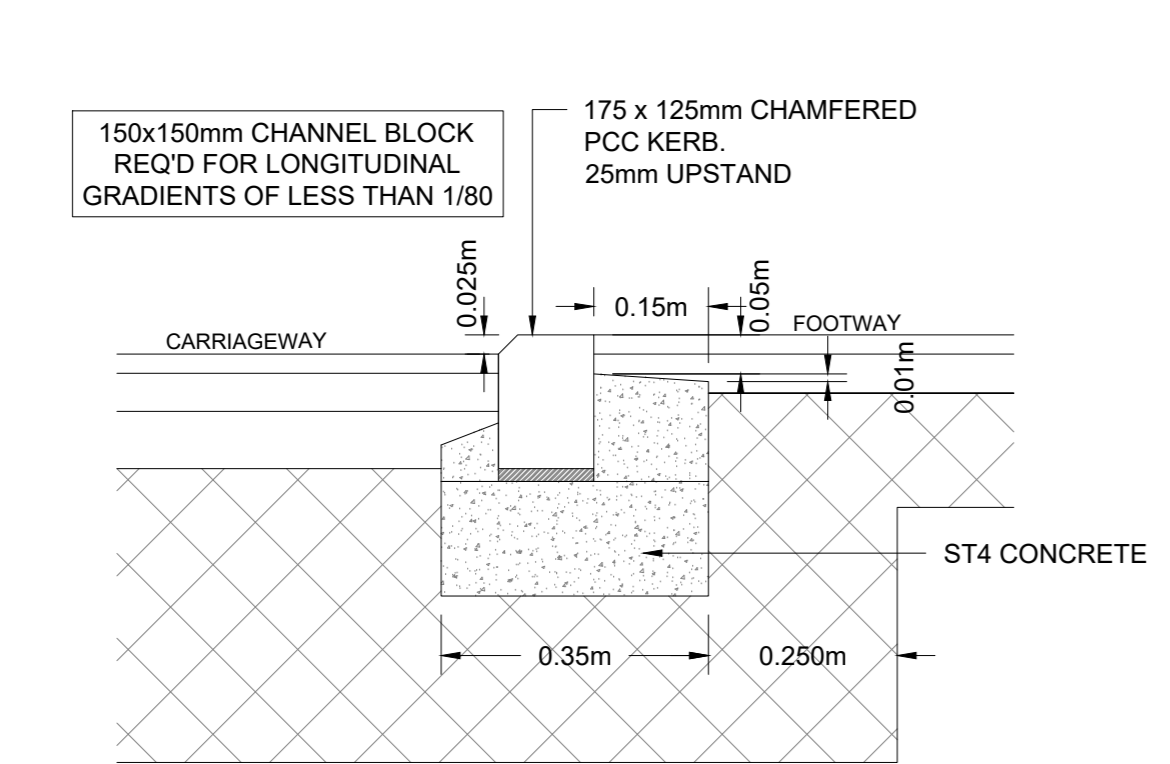 150x150mm CHANNEL BLOCK
REQ'D FOR LONGITUDINAL
GRADIENTS OF LESS THAN 1/80
175 x 125mm CHAMFERED
PCC KERB.
25mm UPSTAND
0.025m
0.15m
0.05m
CARRIAGEWAY
FOOTWAY
0.01m
ST4 CONCRETE
0.35m
0.250m